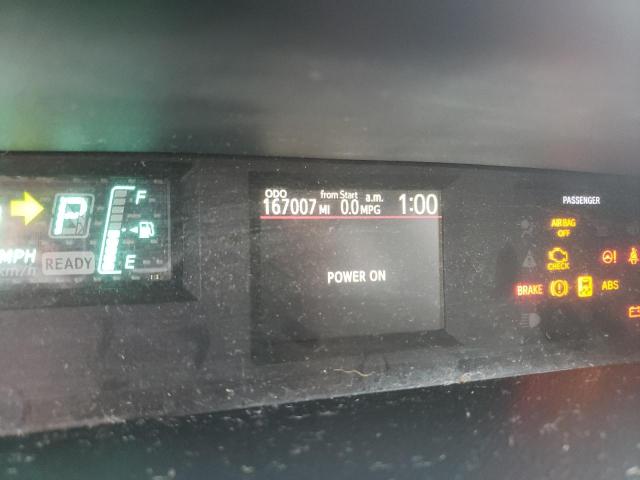 ODO from Start a.m.
167007 MI 0.0 MPG 1:00
POWER ON
P
F
E
MPH
km/h
READY
PASSENGER
AIR BAG
OFF
CHECK
BRAKE ABS